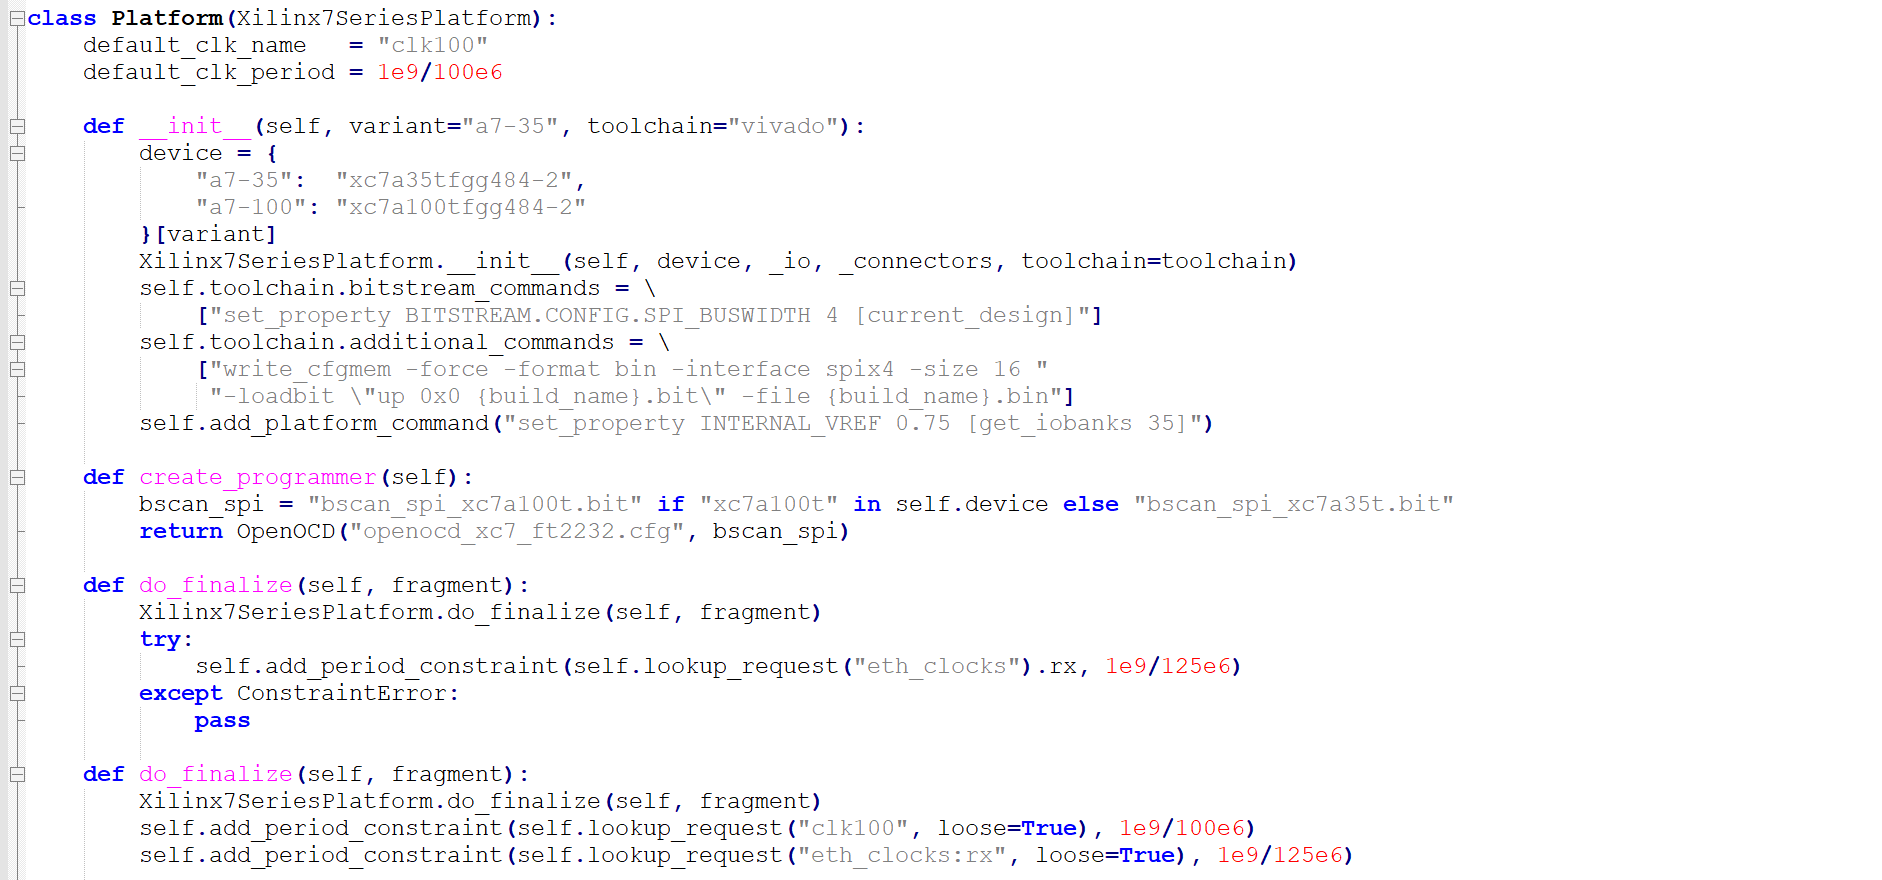 class Platform(Xilinx7SeriesPlatform):
    default_clk_name   = "clk100"
    default_clk_period = 1e9/100e6

    def __init__(self, variant="a7-35", toolchain="vivado"):
        device = {
            "a7-35":  "xc7a35tfgg484-2",
            "a7-100": "xc7a100tfgg484-2"
        }[variant]
        Xilinx7SeriesPlatform.__init__(self, device, _io, _connectors, toolchain=toolchain)
        self.toolchain.bitstream_commands = \
            ["set_property BITSTREAM.CONFIG.SPI_BUSWIDTH 4 [current_design]"]
        self.toolchain.additional_commands = \
            ["write_cfgmem -force -format bin -interface spix4 -size 16 "
             "-loadbit \"up 0x0 {build_name}.bit\" -file {build_name}.bin"]
        self.add_platform_command("set_property INTERNAL_VREF 0.75 [get_iobanks 35]")

    def create_programmer(self):
        bscan_spi = "bscan_spi_xc7a100t.bit" if "xc7a100t" in self.device else "bscan_spi_xc7a35t.bit"
        return OpenOCD("openocd_xc7_ft2232.cfg", bscan_spi)

    def do_finalize(self, fragment):
        Xilinx7SeriesPlatform.do_finalize(self, fragment)
        try:
            self.add_period_constraint(self.lookup_request("eth_clocks").rx, 1e9/125e6)
        except ConstraintError:
            pass

    def do_finalize(self, fragment):
        Xilinx7SeriesPlatform.do_finalize(self, fragment)
        self.add_period_constraint(self.lookup_request("clk100", loose=True), 1e9/100e6)
        self.add_period_constraint(self.lookup_request("eth_clocks:rx", loose=True), 1e9/125e6)